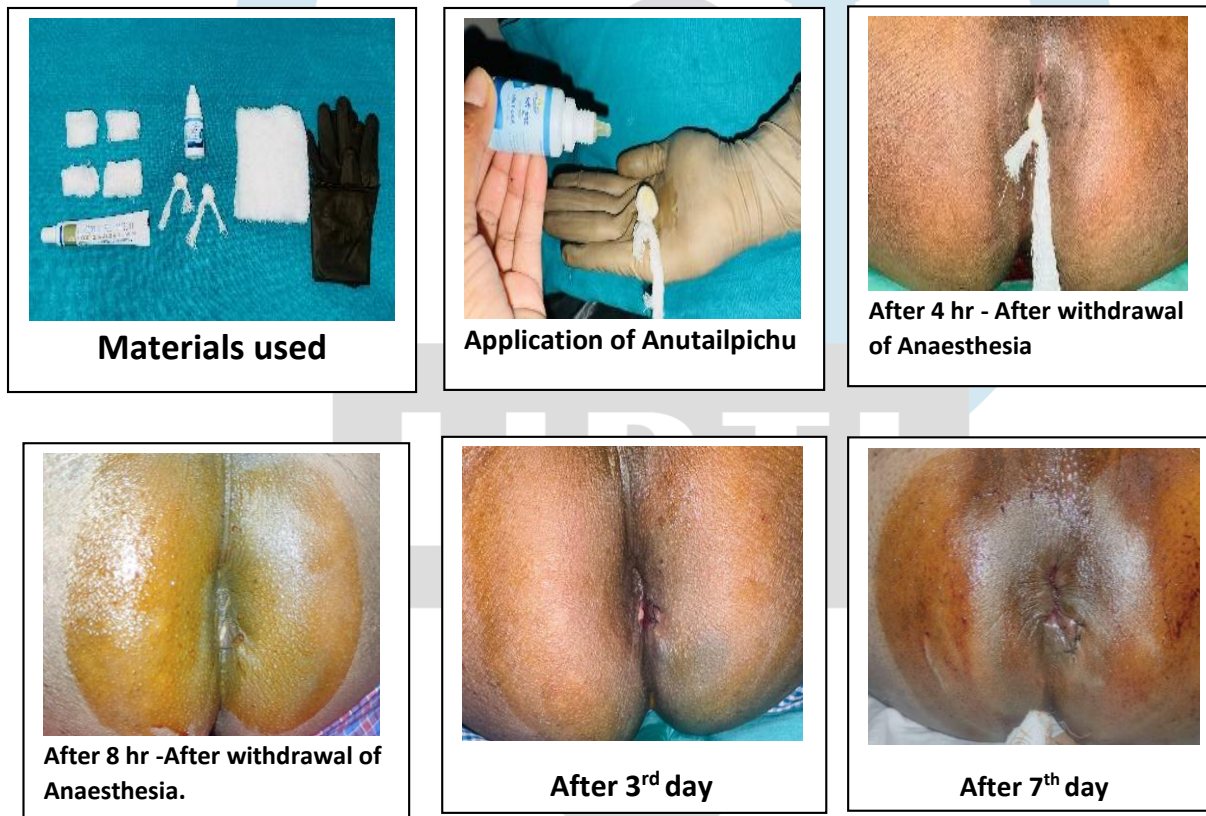 Materials used
Application of Anutailpichu
After 4 hr - After withdrawal
of Anaesthesia
After 8 hr -After withdrawal of
Anaesthesia.
After 3rd day
After 7th day